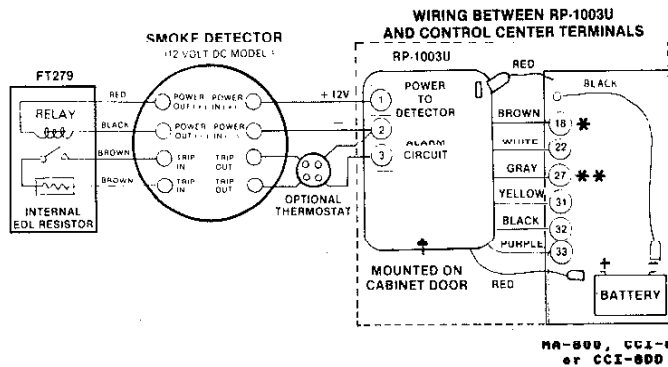 WIRING BETWEEN RP-1003U
AND CONTROL CENTER TERMINALS
SMOKE DETECTOR
(12 VOLT DC MODEL)
FT279
RELAY
INTERNAL
EOL RESISTOR
RED
BLACK
BROWN
BROWN
POWER POWER
OUT (+) (+) IN
POWER POWER
OUT (-) (-) IN
TRIP TRIP
IN OUT
TRIP TRIP
IN OUT
+ 12V
−
OPTIONAL
THERMOSTAT
RP-1003U
1 POWER
TO
2 DETECTOR
ALARM
3 CIRCUIT
MOUNTED ON
CABINET DOOR
RED
BLACK
BROWN 18 *
WHITE 22
GRAY 27 **
YELLOW 31
BLACK 32
PURPLE 33
RED
+ −
BATTERY
MA-800, CCI-
or CCI-800